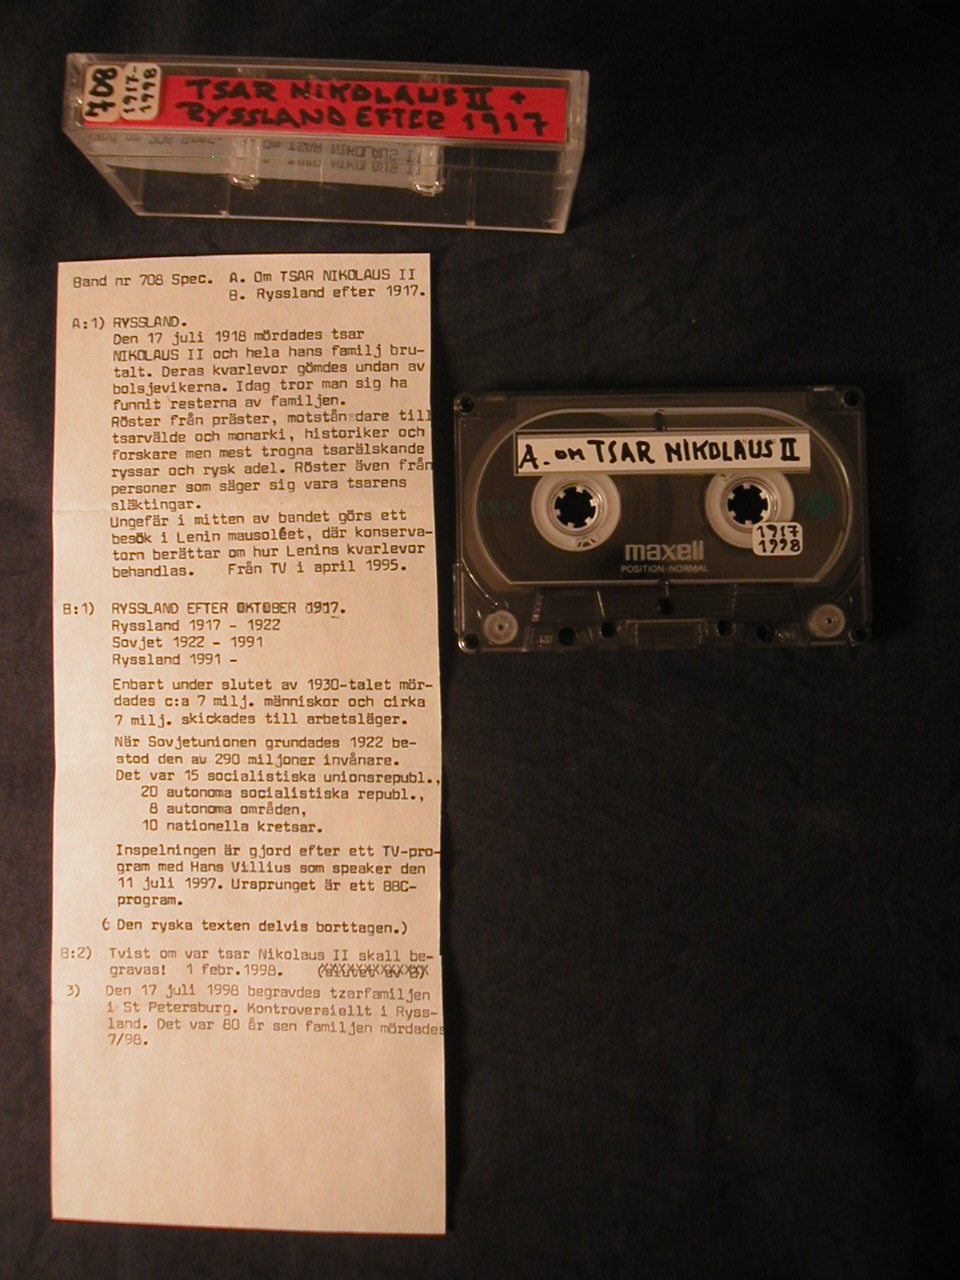 708
1917-
1998
TSAR NIKOLAUS II +
RYSSLAND EFTER 1917
Band nr 708 Spec. A. Om TSAR NIKOLAUS II
B. Ryssland efter 1917.
A:1) RYSSLAND.
Den 17 juli 1918 mördades tsar
NIKOLAUS II och hela hans familj bru-
talt. Deras kvarlevor gömdes undan av
bolsjevikerna. Idag tror man sig ha
funnit resterna av familjen.
Röster från präster, motståndare till
tsarvälde och monarki, historiker och
forskare men mest trogna tsarälskande
ryssar och rysk adel. Röster även från
personer som säger sig vara tsarens
släktingar.
Ungefär i mitten av bandet görs ett
besök i Lenin mausoléet, där konserva-
torn berättar om hur Lenins kvarlevor
behandlas. Från TV i april 1995.
B:1) RYSSLAND EFTER OKTOBER 1917.
Ryssland 1917 - 1922
Sovjet 1922 - 1991
Ryssland 1991 -
Enbart under slutet av 1930-talet mör-
dades c:a 7 milj. människor och cirka
7 milj. skickades till arbetsläger.
När Sovjetunionen grundades 1922 be-
stod den av 290 miljoner invånare.
Det var 15 socialistiska unionsrepubl.,
20 autonoma socialistiska republ.,
8 autonoma områden,
10 nationella kretsar.
Inspelningen är gjord efter ett TV-pro-
gram med Hans Villius som speaker den
11 juli 1997. Ursprunget är ett BBC-
program.
( Den ryska texten delvis borttagen.)
B:2) Tvist om var tsar Nikolaus II skall be-
gravas! 1 febr.1998.
3) Den 17 juli 1998 begravdes tzarfamiljen
i St Petersburg. Kontroversiellt i Ryss-
land. Det var 80 år sen familjen mördades
7/98.
A. om TSAR NIKOLAUS II
UR 90
1917
1998
maxell
POSITION-NORMAL